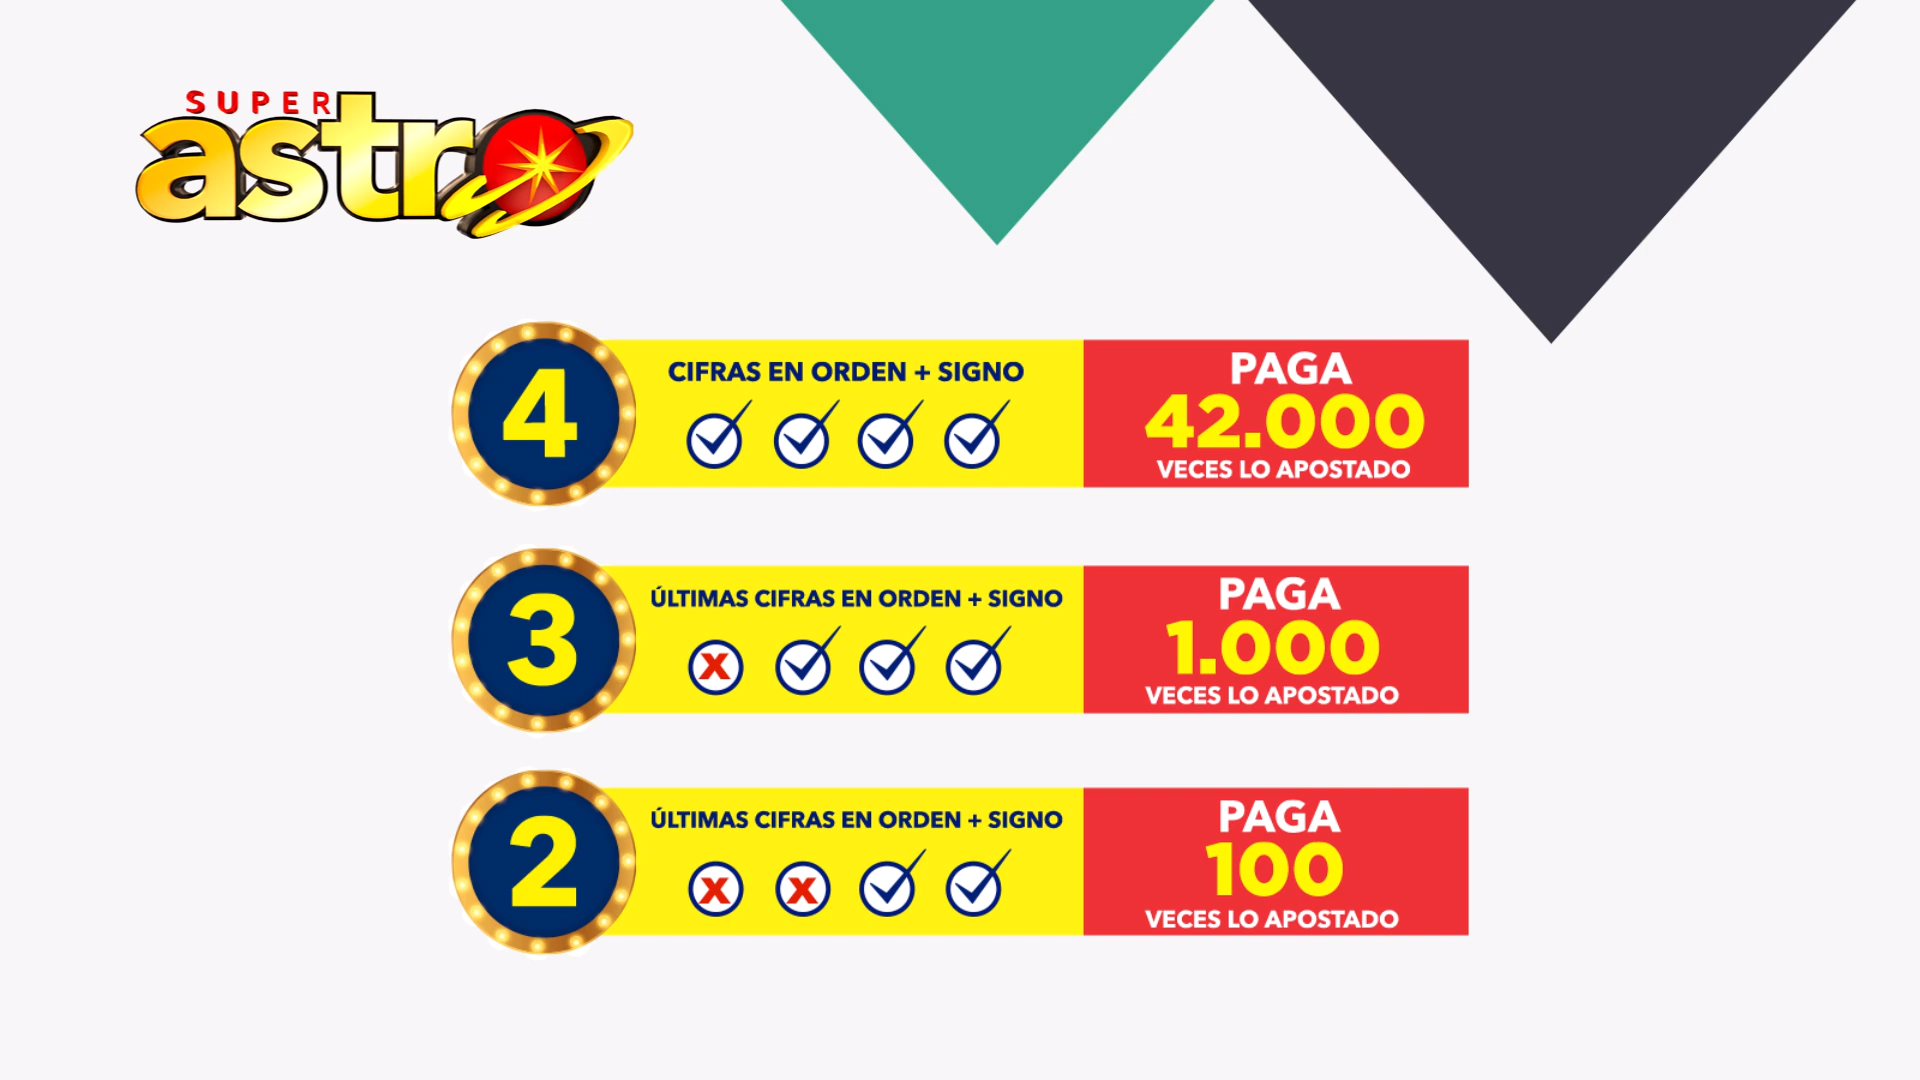 SUPER
astro
4
CIFRAS EN ORDEN + SIGNO
PAGA
42.000
VECES LO APOSTADO
3
ÚLTIMAS CIFRAS EN ORDEN + SIGNO
X
PAGA
1.000
VECES LO APOSTADO
2
ÚLTIMAS CIFRAS EN ORDEN + SIGNO
X X
PAGA
100
VECES LO APOSTADO